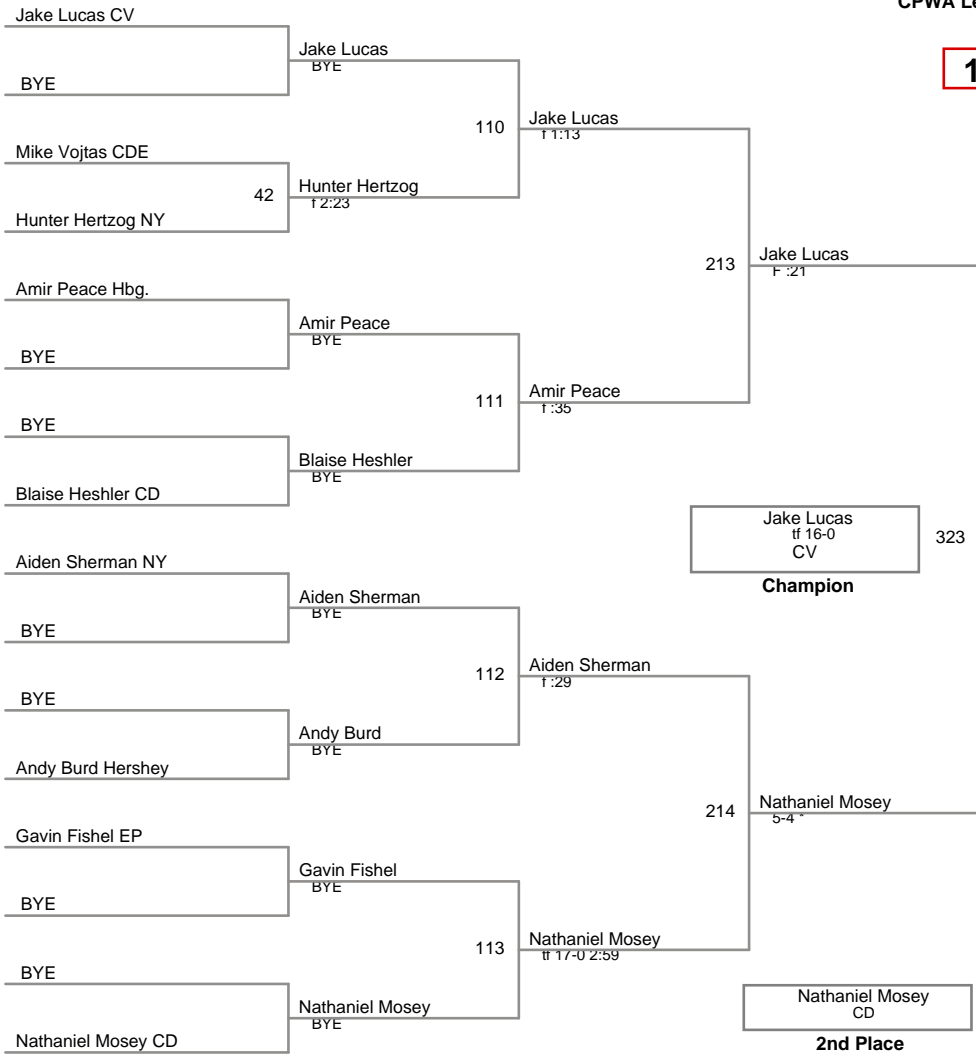 CPWA Le
1
Jake Lucas CV
BYE
Mike Vojtas CDE
Hunter Hertzog NY
Amir Peace Hbg.
BYE
BYE
Blaise Heshler CD
Aiden Sherman NY
BYE
BYE
Andy Burd Hershey
Gavin Fishel EP
BYE
BYE
Nathaniel Mosey CD
42
Jake Lucas
BYE
Hunter Hertzog
f 2:23
Amir Peace
BYE
Blaise Heshler
BYE
Aiden Sherman
BYE
Andy Burd
BYE
Gavin Fishel
BYE
Nathaniel Mosey
BYE
110
111
112
113
Jake Lucas
f 1:13
Amir Peace
f :35
Aiden Sherman
f :29
Nathaniel Mosey
tf 17-0 2:59
213
214
Jake Lucas
F :21
Nathaniel Mosey
5-4 *
Jake Lucas
tf 16-0
CV
323
Champion
Nathaniel Mosey
CD
2nd Place